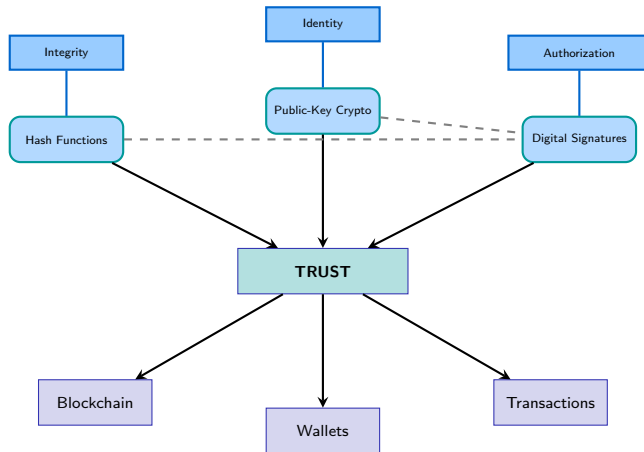 Identity
Integrity
Authorization
Public-Key Crypto
Hash Functions
Digital Signatures
TRUST
Blockchain
Transactions
Wallets